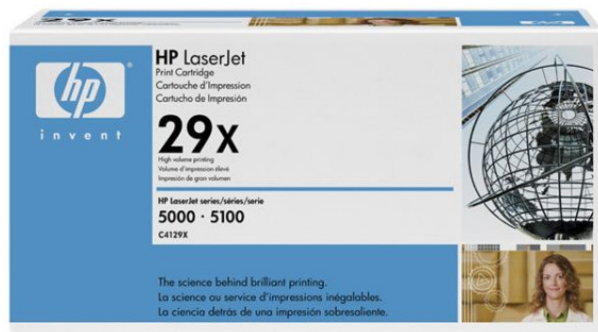 29x
hp
invent
HP LaserJet
Print Cartridge
Cartouche d'Impression
Cartucho de Impresión
29x
High volume printing
Volume d'impression élevé
Impresión de gran volumen
HP LaserJet series/séries/serie
5000 · 5100
C4129X
The science behind brilliant printing.
La science au service d'impressions inégalables.
La ciencia detrás de una impresión sobresaliente.